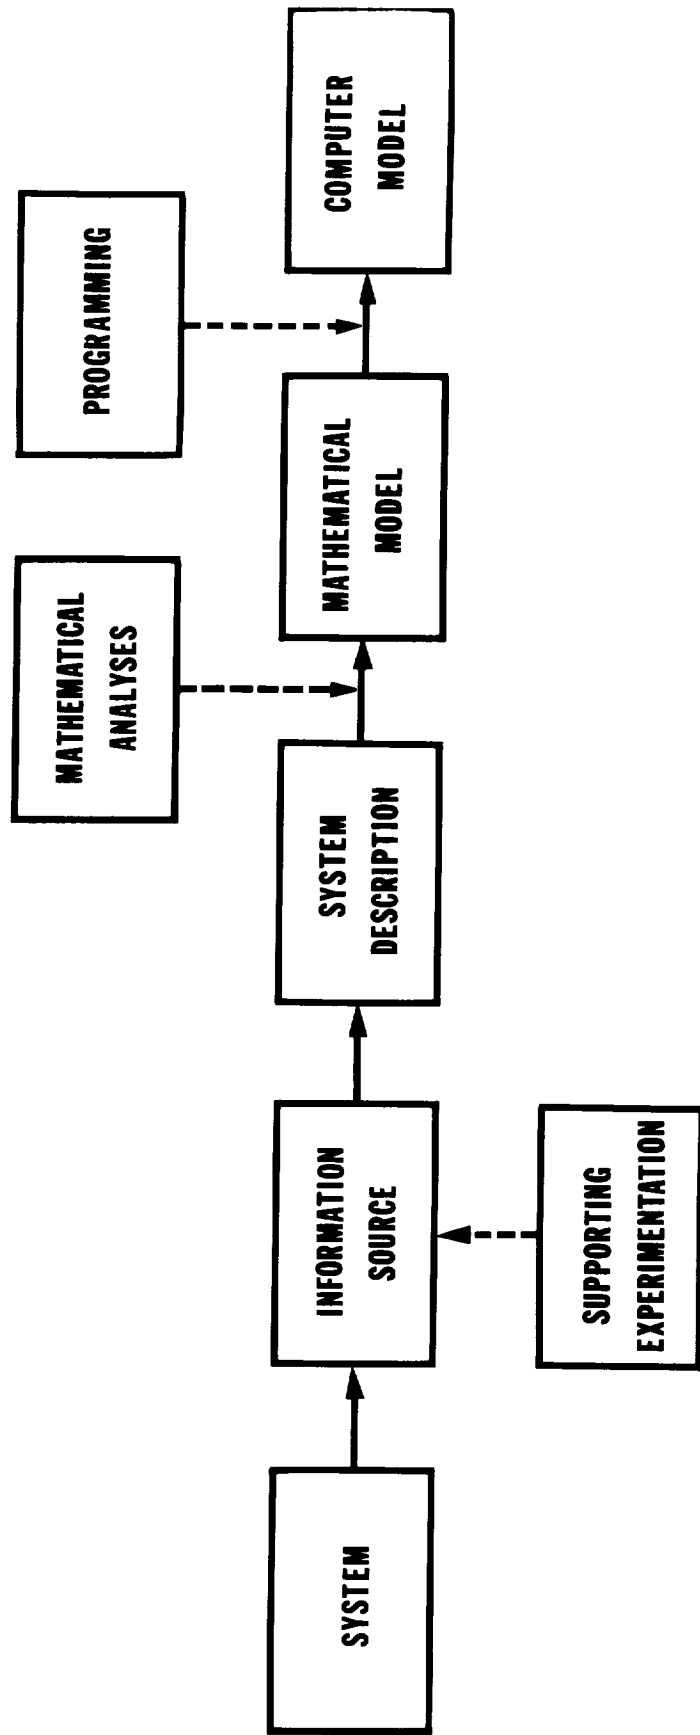 MATHEMATICAL
ANALYSES
PROGRAMMING
SYSTEM
INFORMATION
SOURCE
SYSTEM
DESCRIPTION
MATHEMATICAL
MODEL
COMPUTER
MODEL
SUPPORTING
EXPERIMENTATION